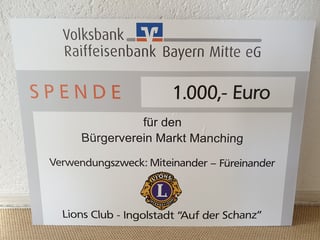 Volksbank
Raiffeisenbank Bayern Mitte eG
SPENDE 1.000,- Euro
für den
Bürgerverein Markt Manching
Verwendungszweck: Miteinander – Füreinander
LIONS
L
Lions Club - Ingolstadt "Auf der Schanz"